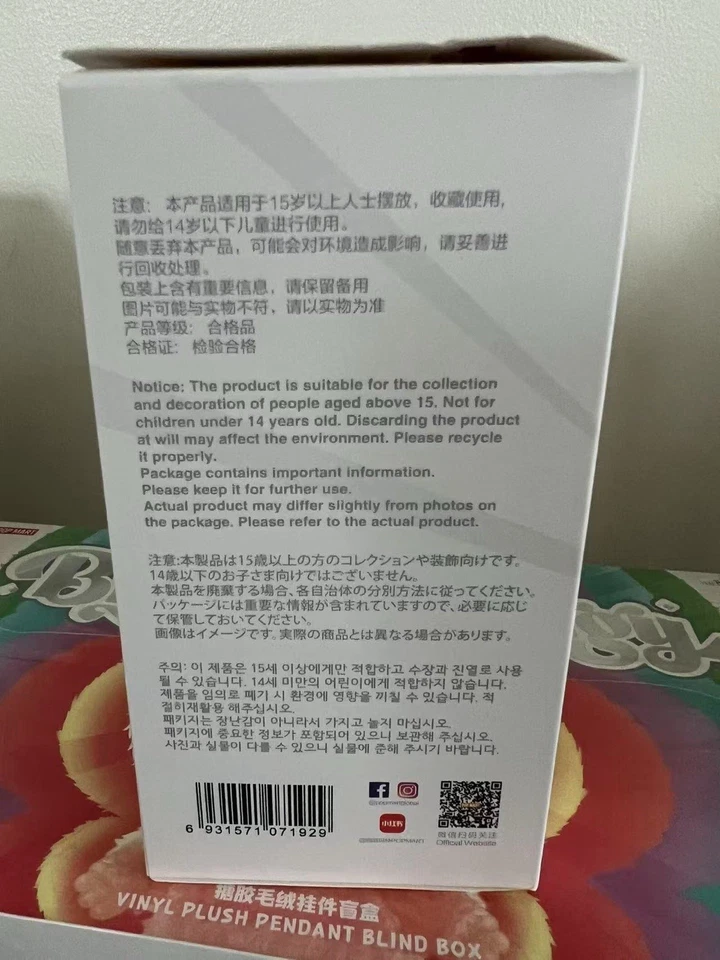 注意: 本产品适用于15岁以上人士摆放, 收藏使用,
请勿给14岁以下儿童进行使用。
随意丢弃本产品, 可能会对环境造成影响, 请妥善进
行回收处理。
包装上含有重要信息, 请保留备用
图片可能与实物不符, 请以实物为准
产品等级: 合格品
合格证: 检验合格
Notice: The product is suitable for the collection
and decoration of people aged above 15. Not for
children under 14 years old. Discarding the product
at will may affect the environment. Please recycle
it properly.
Package contains important information.
Please keep it for further use.
Actual product may differ slightly from photos on
the package. Please refer to the actual product.
注意:本製品は15歳以上の方のコレクションや装飾向けです。
14歳以下のお子さま向けではございません。
本製品を廃棄する場合、各自治体の分別方法に従ってください。
パッケージには重要な情報が含まれていますので、必要に応じ
て保管しておいてください。
画像はイメージです。実際の商品とは異なる場合があります。
주의: 이 제품은 15세 이상에게만 적합하고 수장과 진열로 사용
될 수 있습니다. 14세 미만의 어린이에게 적합하지 않습니다.
제품을 임의로 폐기 시 환경에 영향을 끼칠 수 있습니다. 적
절히재활용 해주십시오.
패키지는 장난감이 아니라서 가지고 놀지 마십시오.
패키지에 중요한 정보가 포함되어 있으니 보관해 주십시오.
사진과 실물이 다를 수 있으니 실물에 준해 주시기 바랍니다.
6 931571 071929
小红书
微信扫码关注
Official Website
POP MART
搪胶毛绒挂件盲盒
VINYL PLUSH PENDANT BLIND BOX